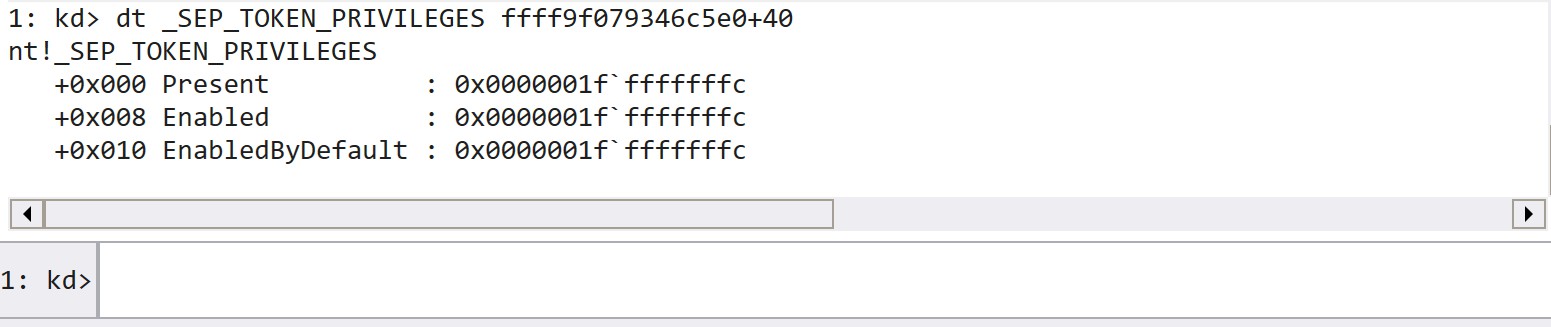 1: kd> dt _SEP_TOKEN_PRIVILEGES ffff9f079346c5e0+40
nt!_SEP_TOKEN_PRIVILEGES
   +0x000 Present          : 0x0000001f`fffffffc
   +0x008 Enabled          : 0x0000001f`fffffffc
   +0x010 EnabledByDefault : 0x0000001f`fffffffc
1: kd>